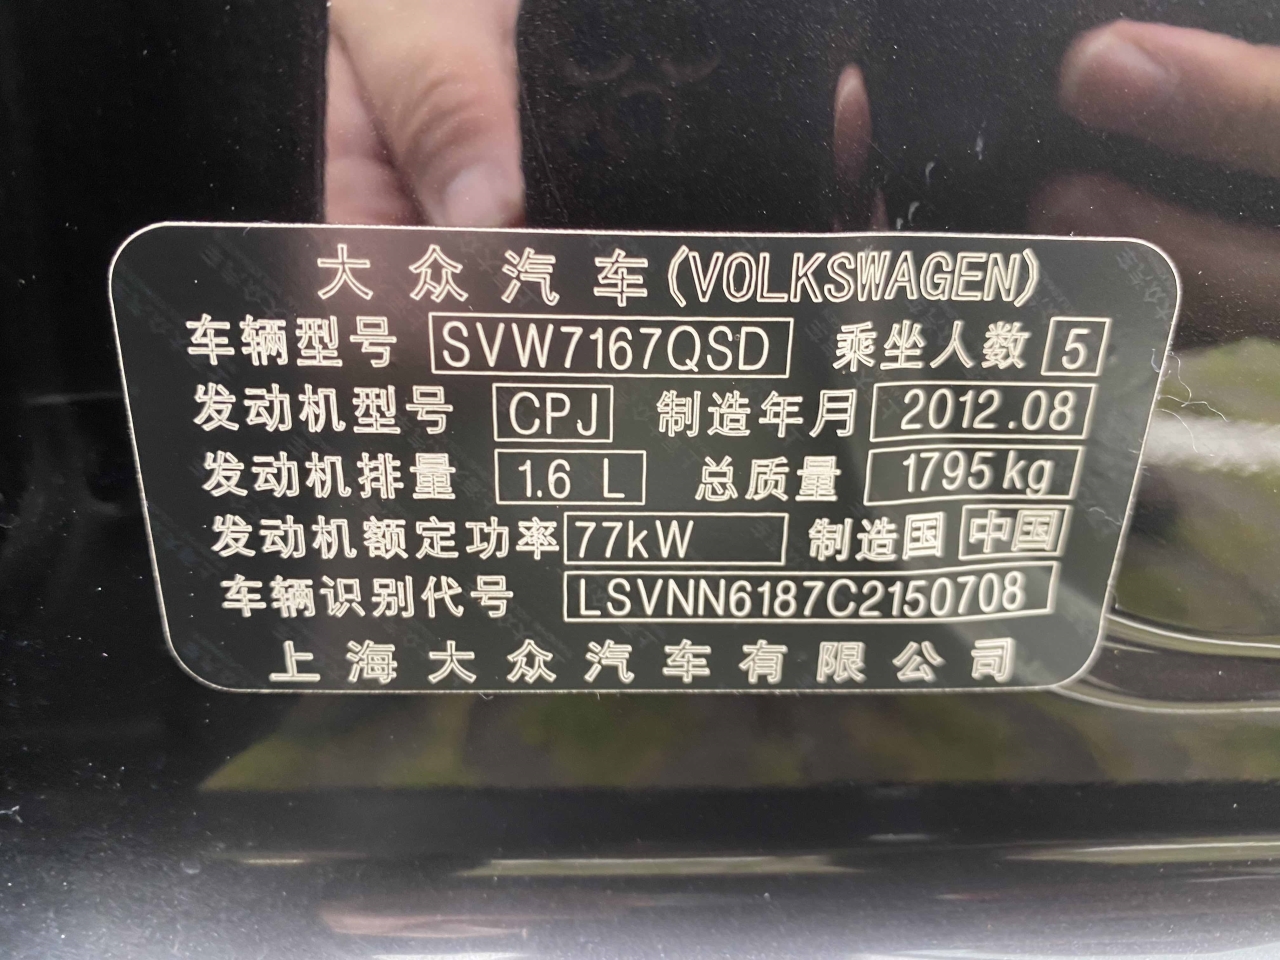 大众汽车(VOLKSWAGEN)
车辆型号 SVW7167QSD 乘坐人数 5
发动机型号 CPJ 制造年月 2012.08
发动机排量 1.6 L 总质量 1795kg
发动机额定功率 77kW 制造国 中国
车辆识别代号 LSVNN6187C2150708
上海大众汽车有限公司